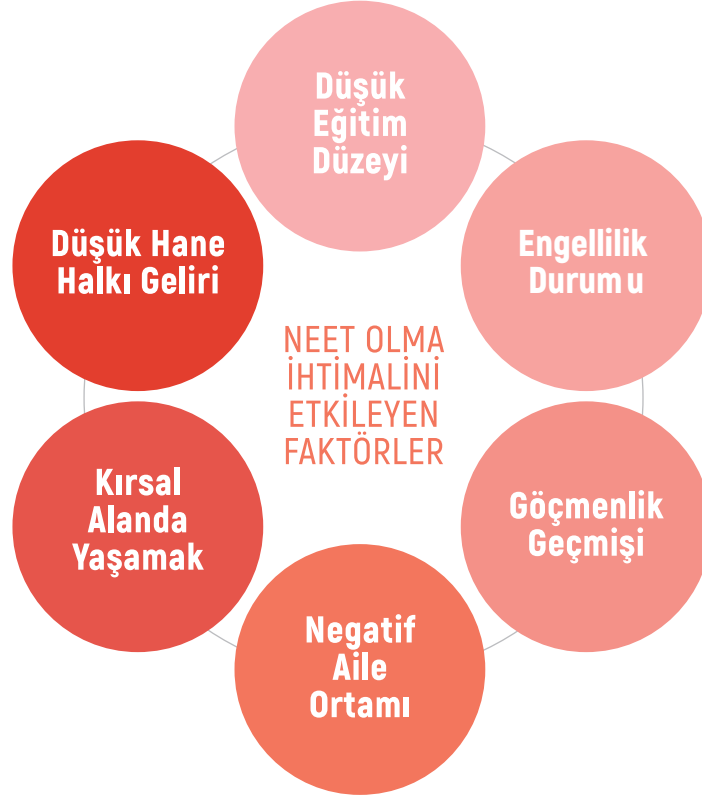 Düşük
Eğitim
Düzeyi
Engellilik
Durumu
Göçmenlik
Geçmişi
Negatif
Aile
Ortamı
Kırsal
Alanda
Yaşamak
Düşük Hane
Halkı Geliri
NEET OLMA
İHTİMALİNİ
ETKİLEYEN
FAKTÖRLER